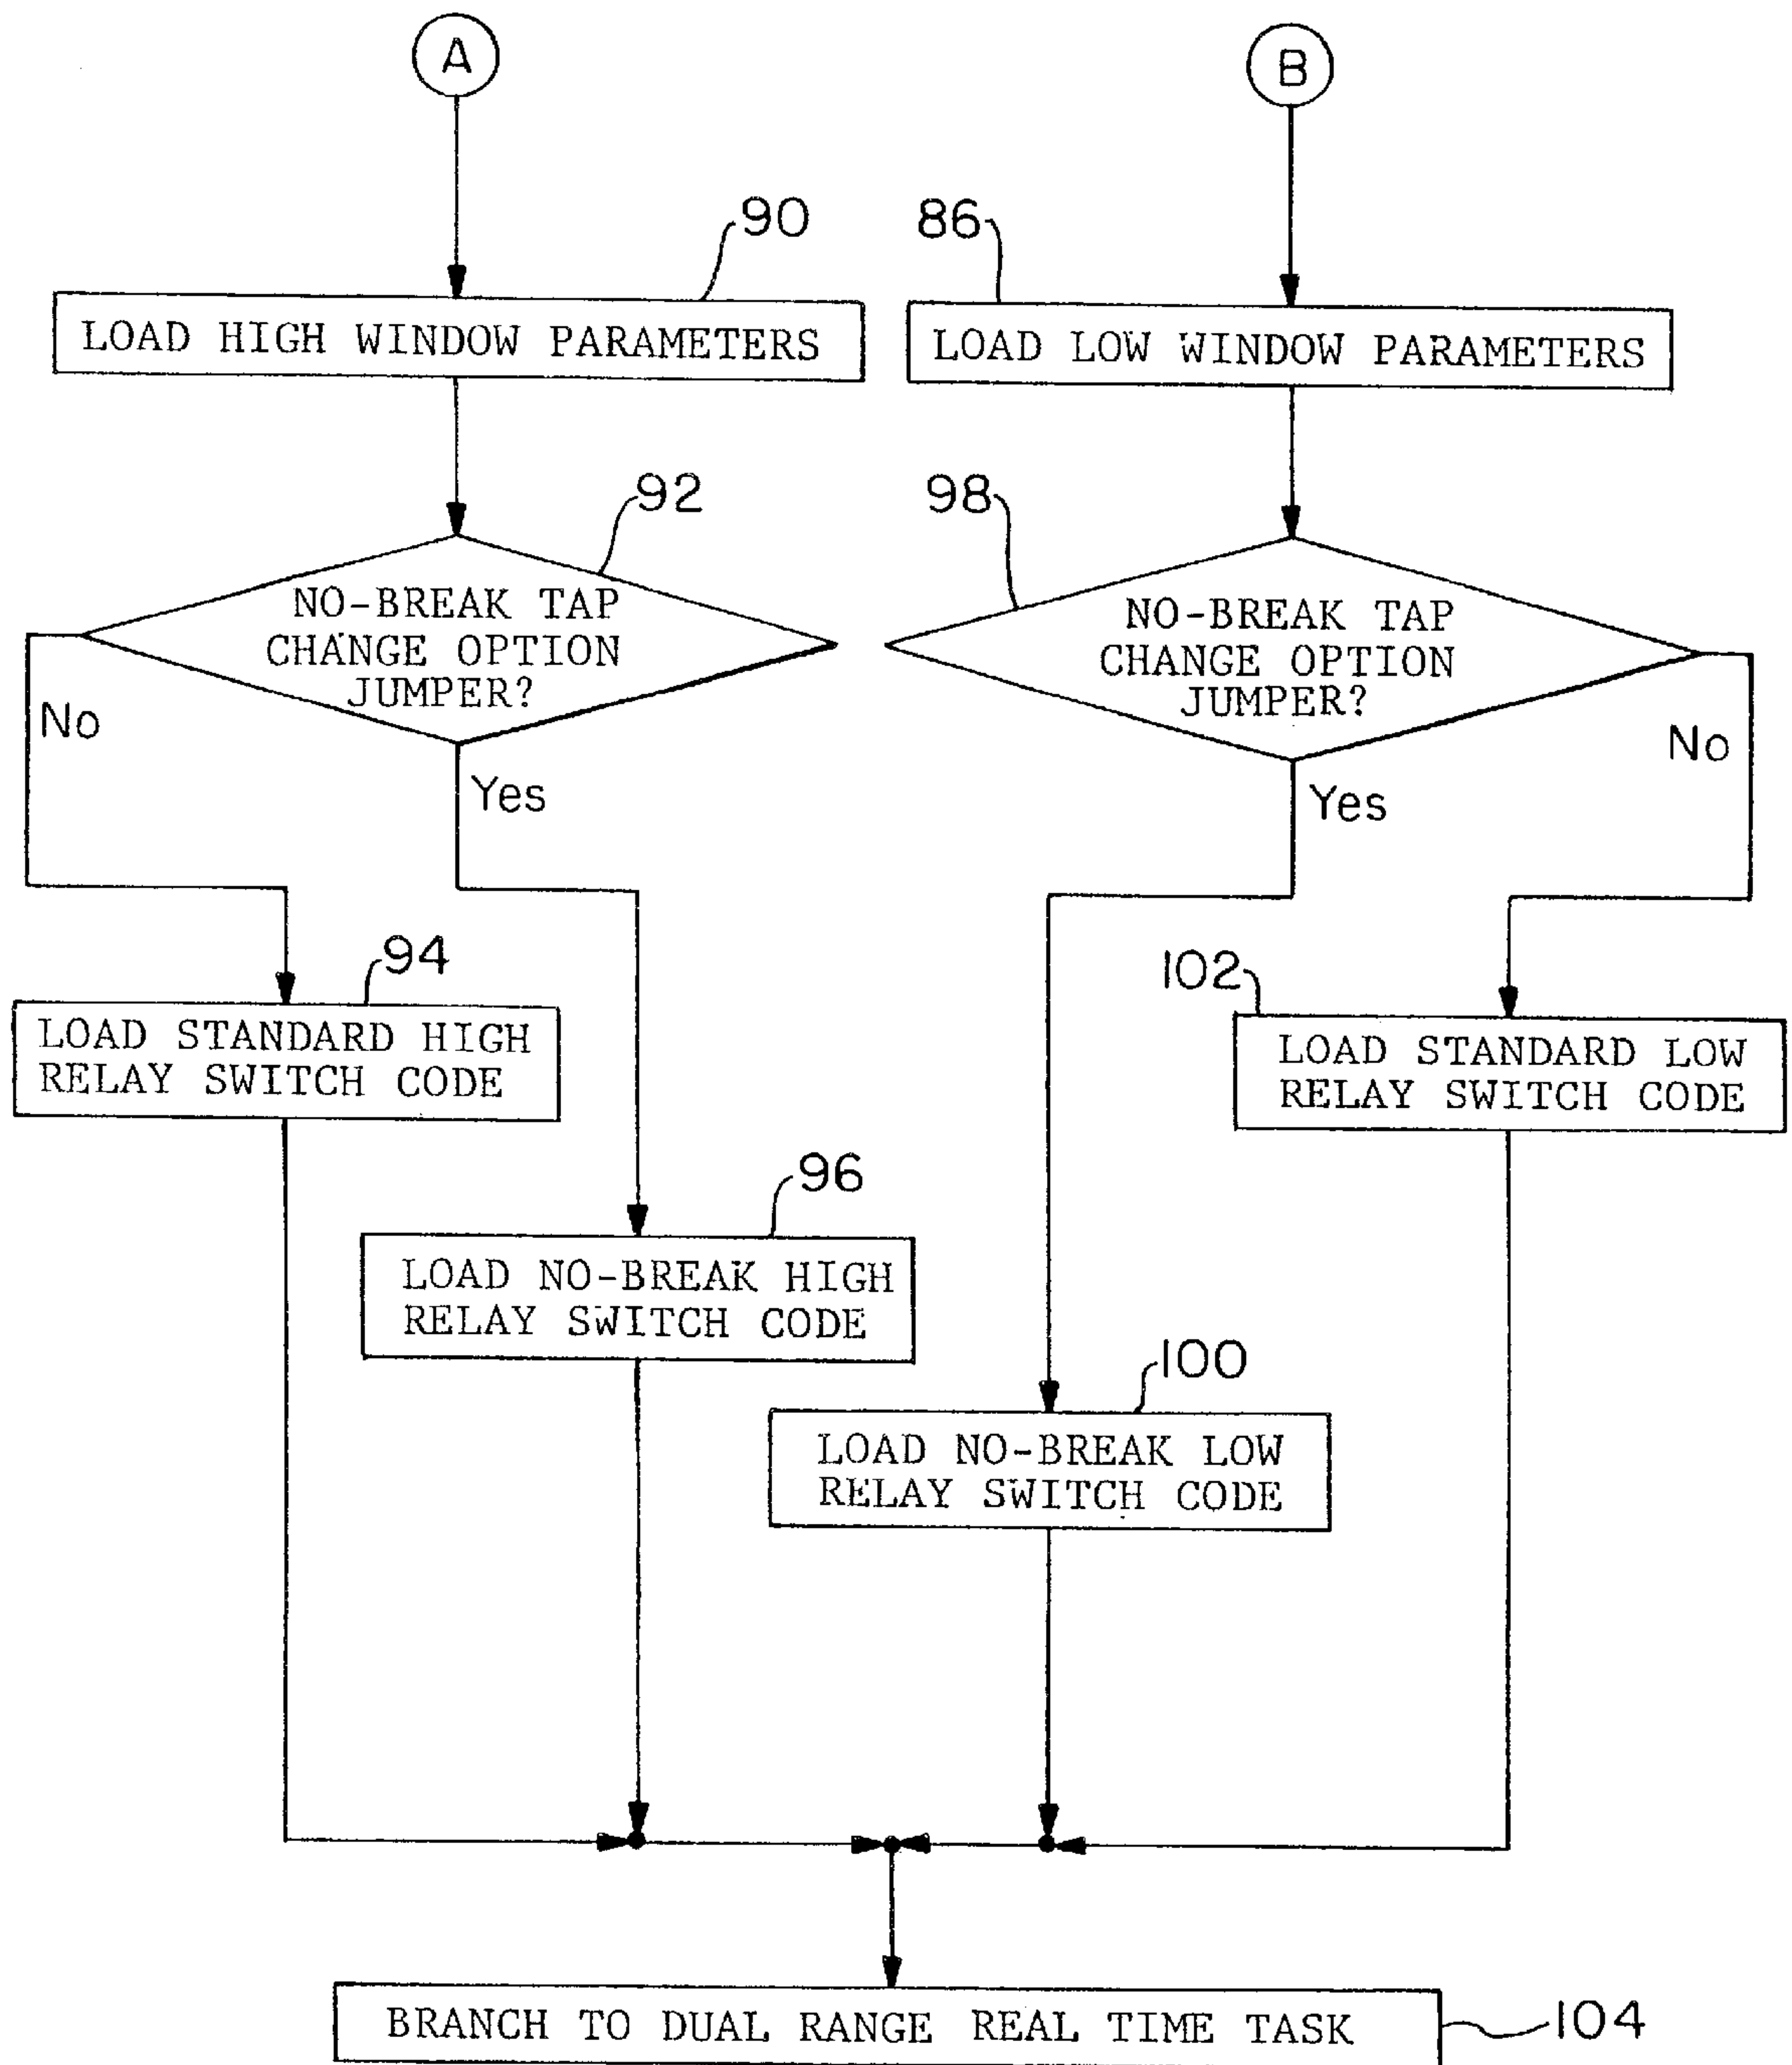 A
B
90
86
LOAD HIGH WINDOW PARAMETERS
LOAD LOW WINDOW PARAMETERS
92
98
NO-BREAK TAP
CHANGE OPTION
JUMPER?
NO-BREAK TAP
CHANGE OPTION
JUMPER?
No
Yes
Yes
No
94
102
LOAD STANDARD HIGH
RELAY SWITCH CODE
LOAD STANDARD LOW
RELAY SWITCH CODE
96
LOAD NO-BREAK HIGH
RELAY SWITCH CODE
100
LOAD NO-BREAK LOW
RELAY SWITCH CODE
BRANCH TO DUAL RANGE REAL TIME TASK
104